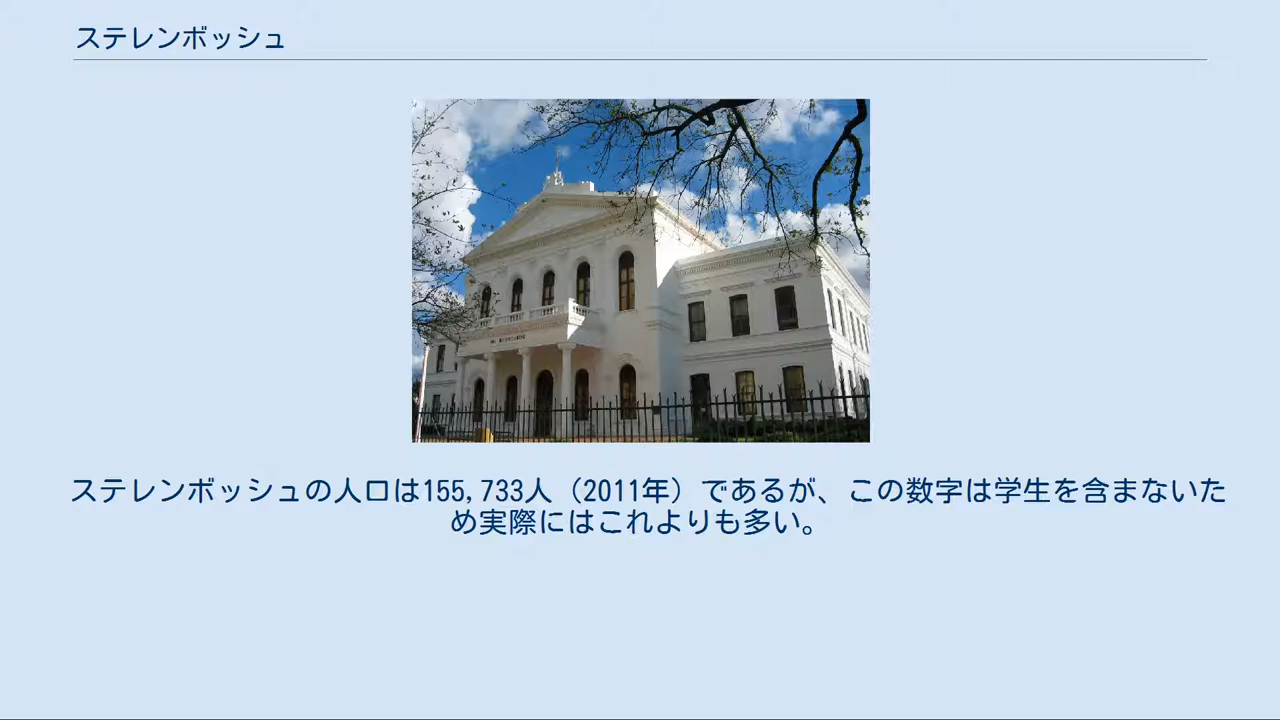 ステレンボッシュ
ステレンボッシュの人口は155,733人（2011年）であるが、この数字は学生を含まないた
め実際にはこれよりも多い。